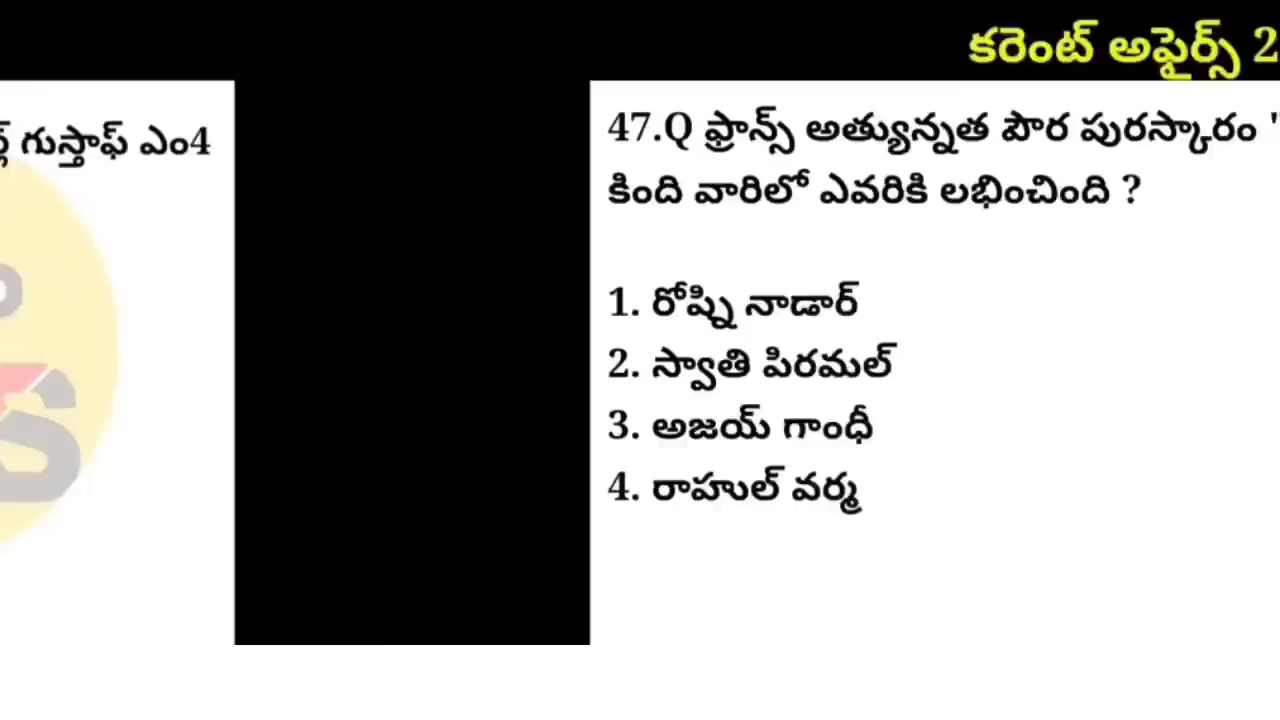 కరెంట్ అఫైర్స్ 2
గుస్తాఫ్ ఎం4
47.Q ఫ్రాన్స్ అత్యున్నత పౌర పురస్కారం "
కింది వారిలో ఎవరికి లభించింది ?
1. రోష్ని నాడార్
2. స్వాతి పిరమల్
3. అజయ్ గాంధీ
4. రాహుల్ వర్మ
S